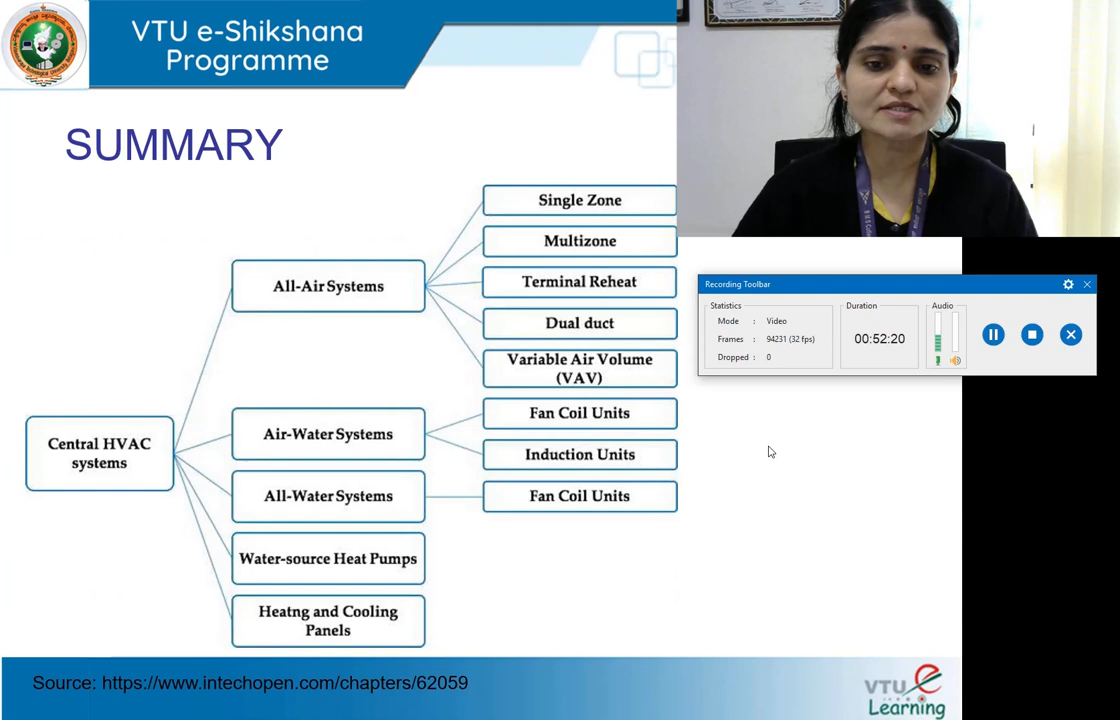 VTU e-Shikshana
Programme
SUMMARY
Central HVAC
systems
All-Air Systems
Air-Water Systems
All-Water Systems
Water-source Heat Pumps
Heatng and Cooling
Panels
Single Zone
Multizone
Terminal Reheat
Dual duct
Variable Air Volume
(VAV)
Fan Coil Units
Induction Units
Fan Coil Units
Recording Toolbar
Statistics
Mode : Video
Frames : 94231 (32 fps)
Dropped : 0
Duration
00:52:20
Audio
Source: https://www.intechopen.com/chapters/62059
VTU e
Learning